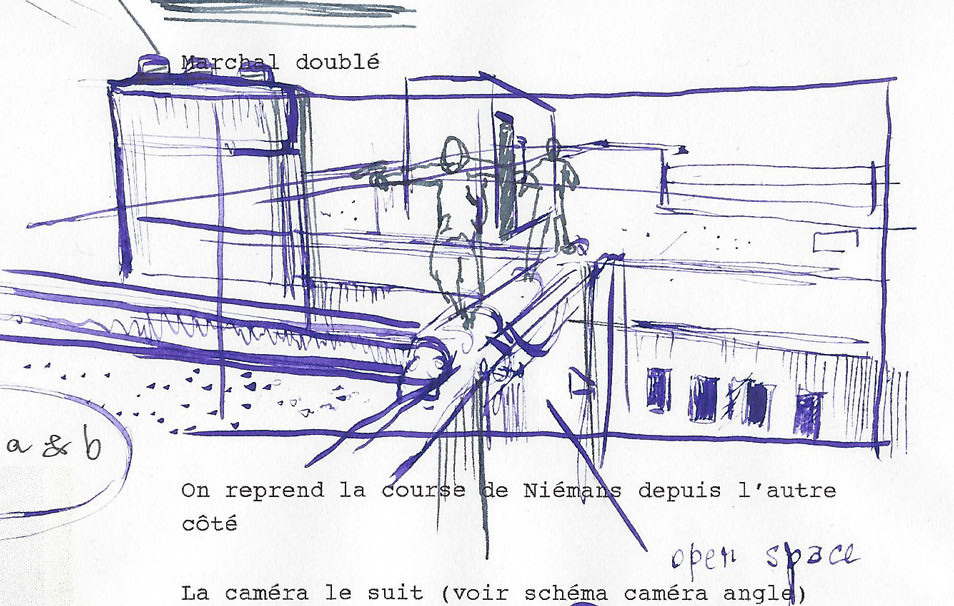 Marchal doublé
a & b
On reprend la course de Niémans depuis l'autre
côté
open space
La caméra le suit (voir schéma caméra angle)